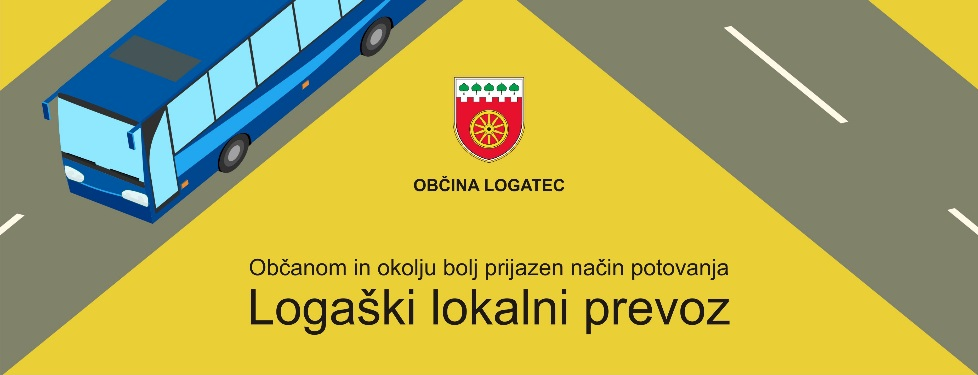 OBČINA LOGATEC
Občanom in okolju bolj prijazen način potovanja
Logaški lokalni prevoz